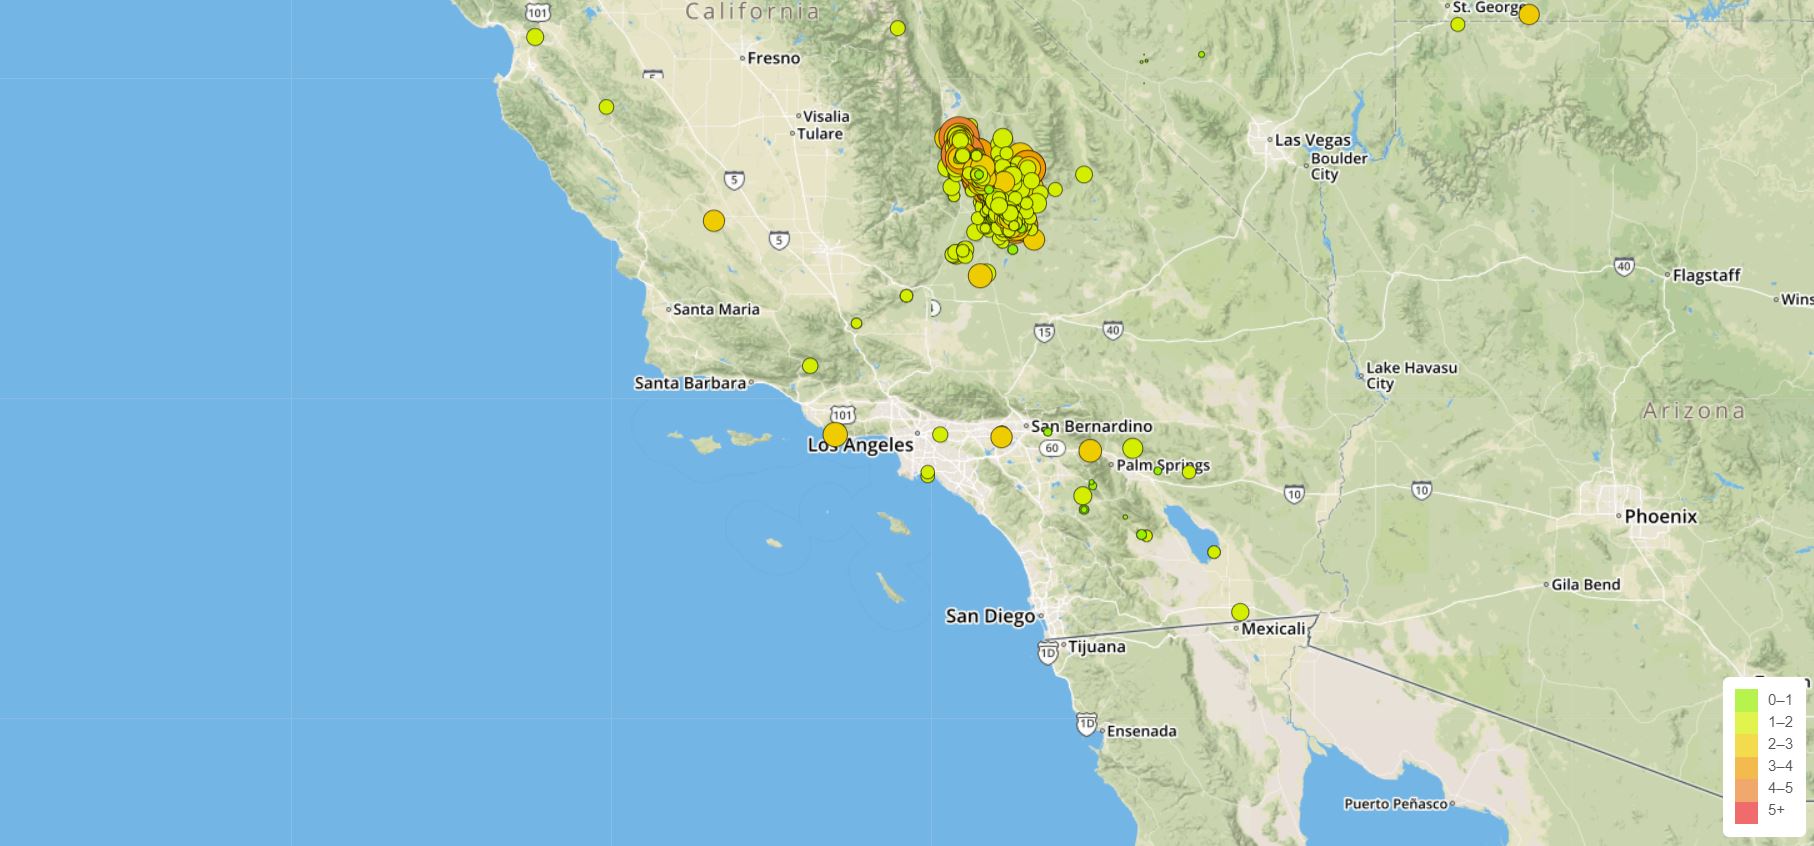 California
101
St. George
Fresno
Visalia
Tulare
Las Vegas
Boulder
City
5
5
40
Flagstaff
Santa Maria
15
40
Lake Havasu
City
Santa Barbara
101
Arizona
San Bernardino
Los Angeles
60
Palm Springs
10
10
Phoenix
Gila Bend
San Diego
Mexicali
1D
Tijuana
1D
Ensenada
Puerto Peñasco
0–1
1–2
2–3
3–4
4–5
5+